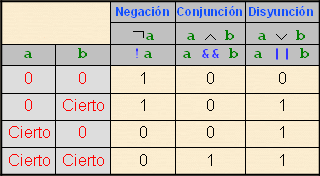 Negación Conjunción Disyunción
¬a a ∧ b a ∨ b
a b !a a && b a || b
0 0 1 0 0
0 Cierto 1 0 1
Cierto 0 0 0 1
Cierto Cierto 0 1 1